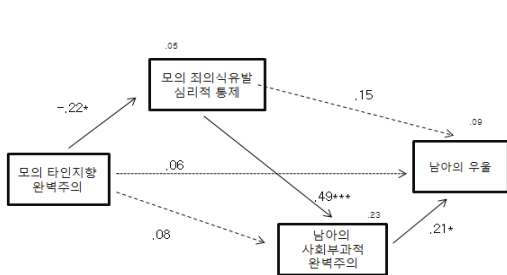 .05
모의 죄의식유발
심리적 통제
-.22*
.15
.09
모의 타인지향
완벽주의
.06
남아의 우울
.49***
.08
.23
남아의
사회부과적
완벽주의
.21*